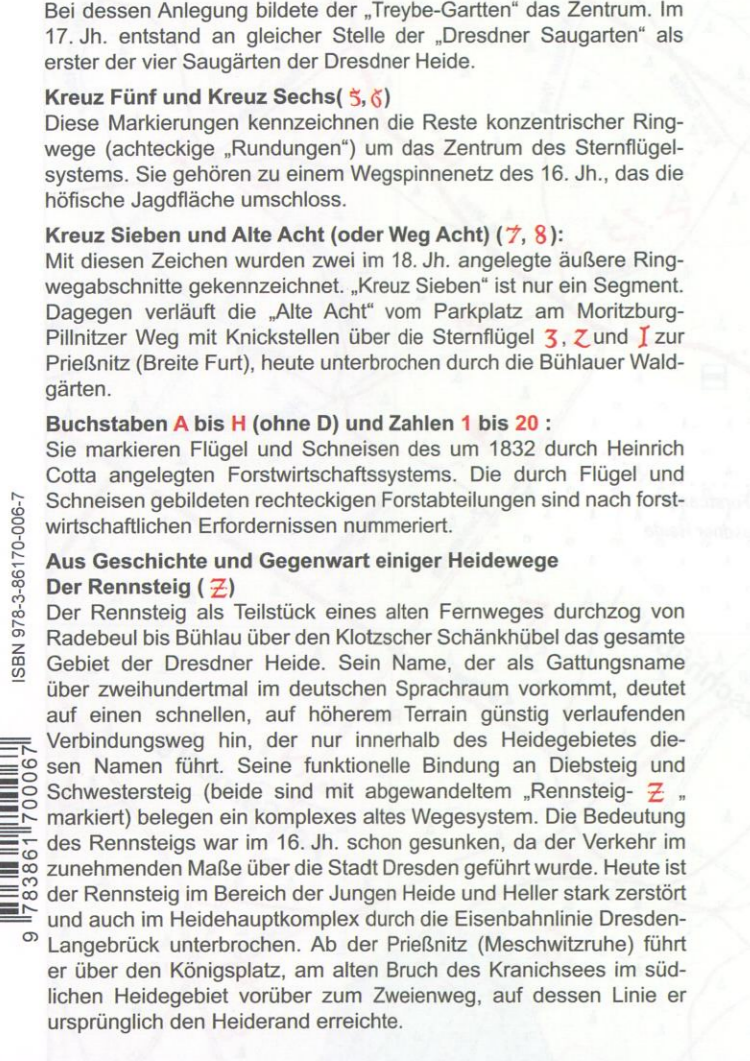 Bei dessen Anlegung bildete der „Treybe-Gartten“ das Zentrum. Im
17. Jh. entstand an gleicher Stelle der „Dresdner Saugarten“ als
erster der vier Saugärten der Dresdner Heide.
Kreuz Fünf und Kreuz Sechs( 5, 6)
Diese Markierungen kennzeichnen die Reste konzentrischer Ring-
wege (achteckige „Rundungen“) um das Zentrum des Sternflügel-
systems. Sie gehören zu einem Wegspinnenetz des 16. Jh., das die
höfische Jagdfläche umschloss.
Kreuz Sieben und Alte Acht (oder Weg Acht) (7, 8):
Mit diesen Zeichen wurden zwei im 18. Jh. angelegte äußere Ring-
wegabschnitte gekennzeichnet. „Kreuz Sieben“ ist nur ein Segment.
Dagegen verläuft die „Alte Acht“ vom Parkplatz am Moritzburg-
Pillnitzer Weg mit Knickstellen über die Sternflügel 3, Z und I zur
Prießnitz (Breite Furt), heute unterbrochen durch die Bühlauer Wald-
gärten.
Buchstaben A bis H (ohne D) und Zahlen 1 bis 20 :
Sie markieren Flügel und Schneisen des um 1832 durch Heinrich
Cotta angelegten Forstwirtschaftssystems. Die durch Flügel und
Schneisen gebildeten rechteckigen Forstabteilungen sind nach forst-
wirtschaftlichen Erfordernissen nummeriert.
Aus Geschichte und Gegenwart einiger Heidewege
Der Rennsteig ( Ƶ)
Der Rennsteig als Teilstück eines alten Fernweges durchzog von
Radebeul bis Bühlau über den Klotzscher Schänkhübel das gesamte
Gebiet der Dresdner Heide. Sein Name, der als Gattungsname
über zweihundertmal im deutschen Sprachraum vorkommt, deutet
auf einen schnellen, auf höherem Terrain günstig verlaufenden
Verbindungsweg hin, der nur innerhalb des Heidegebietes die-
sen Namen führt. Seine funktionelle Bindung an Diebsteig und
Schwestersteig (beide sind mit abgewandeltem „Rennsteig- Ƶ „
markiert) belegen ein komplexes altes Wegesystem. Die Bedeutung
des Rennsteigs war im 16. Jh. schon gesunken, da der Verkehr im
zunehmenden Maße über die Stadt Dresden geführt wurde. Heute ist
der Rennsteig im Bereich der Jungen Heide und Heller stark zerstört
und auch im Heidehauptkomplex durch die Eisenbahnlinie Dresden-
Langebrück unterbrochen. Ab der Prießnitz (Meschwitzruhe) führt
er über den Königsplatz, am alten Bruch des Kranichsees im süd-
lichen Heidegebiet vorüber zum Zweienweg, auf dessen Linie er
ursprünglich den Heiderand erreichte.
ISBN 978-3-86170-006-7
9 783861 700067